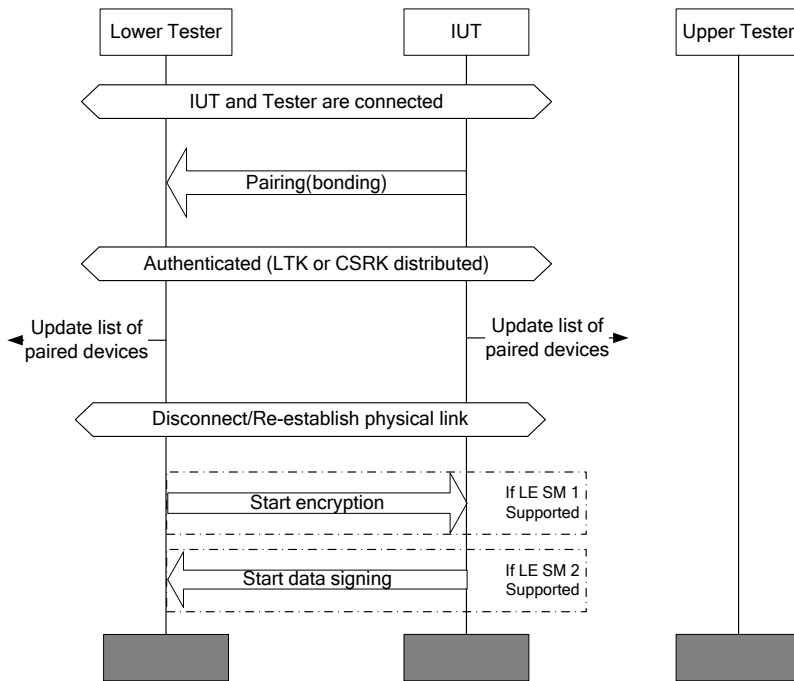 Lower Tester
IUT
Upper Tester
IUT and Tester are connected
Pairing(bonding)
Authenticated (LTK or CSRK distributed)
Update list of
paired devices
Update list of
paired devices
Disconnect/Re-establish physical link
Start encryption
If LE SM 1
Supported
Start data signing
If LE SM 2
Supported